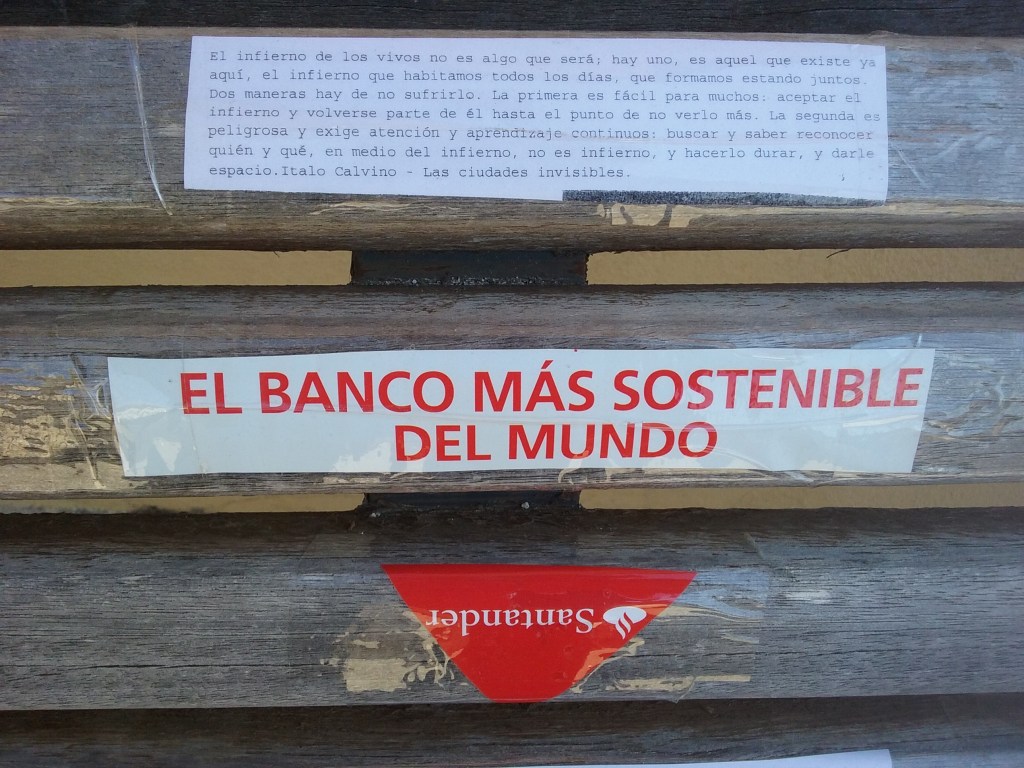 El infierno de los vivos no es algo que será; hay uno, es aquel que existe ya
aquí, el infierno que habitamos todos los días, que formamos estando juntos.
Dos maneras hay de no sufrirlo. La primera es fácil para muchos: aceptar el
infierno y volverse parte de él hasta el punto de no verlo más. La segunda es
peligrosa y exige atención y aprendizaje continuos: buscar y saber reconocer
quién y qué, en medio del infierno, no es infierno, y hacerlo durar, y darle
espacio.Italo Calvino - Las ciudades invisibles.
EL BANCO MÁS SOSTENIBLE
DEL MUNDO
Santander